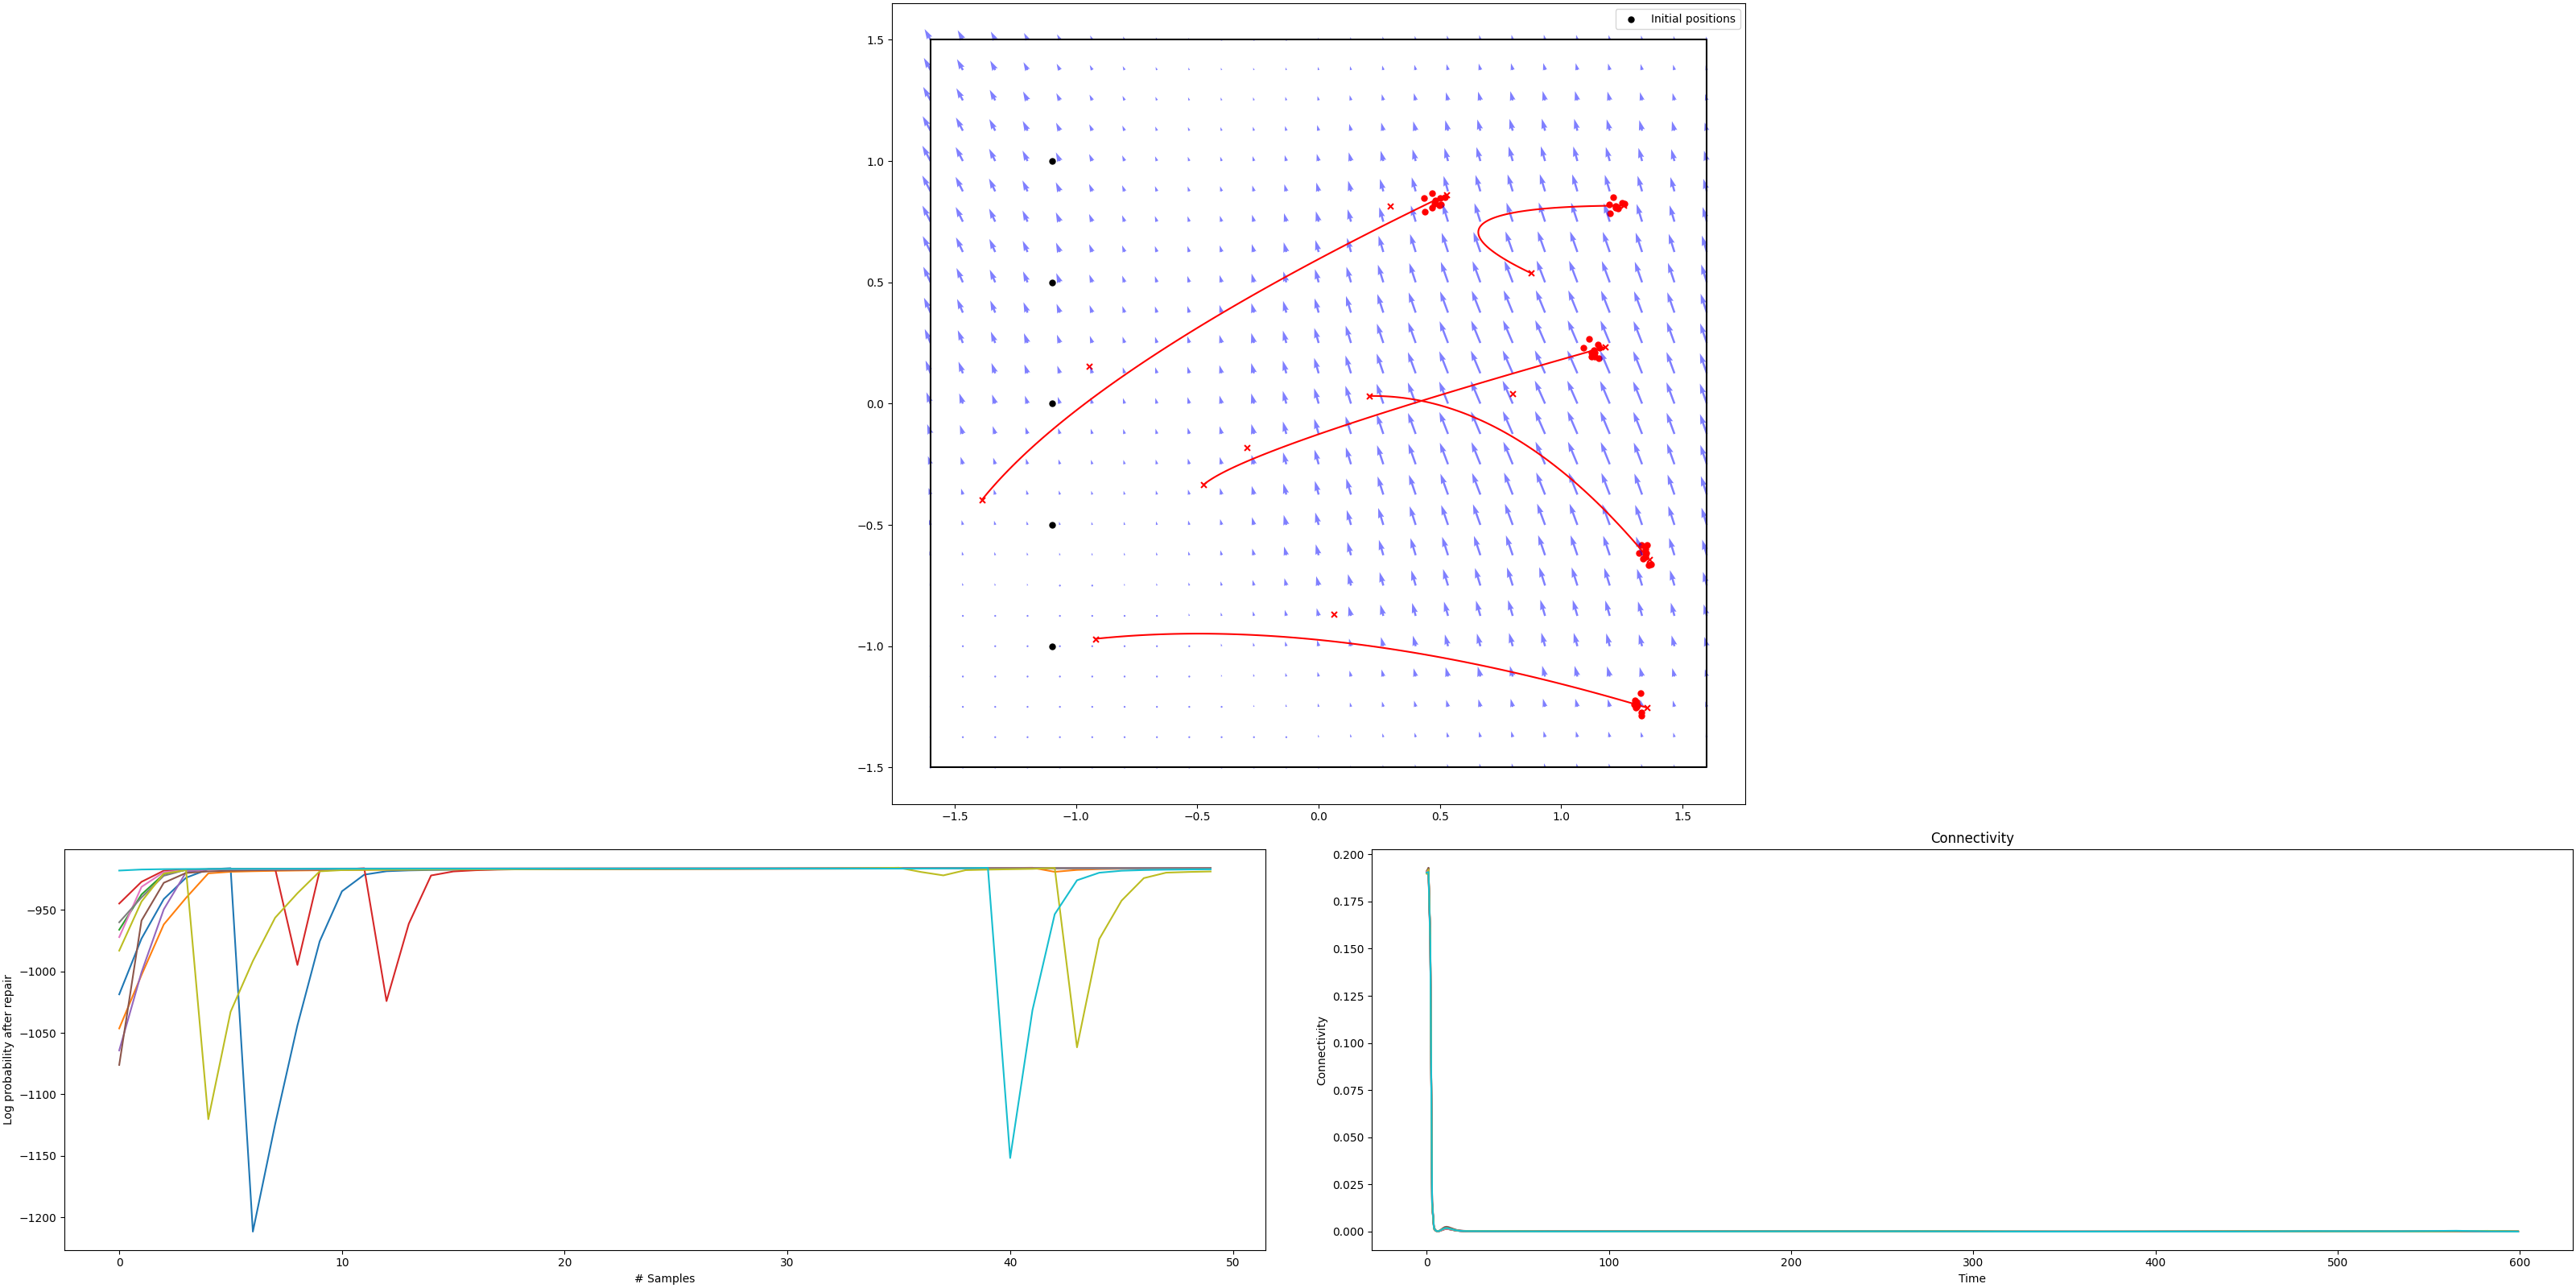 Initial positions
1.5
1.0
0.5
0.0
−0.5
−1.0
−1.5
−1.5 −1.0 −0.5 0.0 0.5 1.0 1.5
Log probability after repair
−950
−1000
−1050
−1100
−1150
−1200
0 10 20 30 40 50
# Samples
Connectivity
Connectivity
0.200
0.175
0.150
0.125
0.100
0.075
0.050
0.025
0.000
0 100 200 300 400 500 600
Time